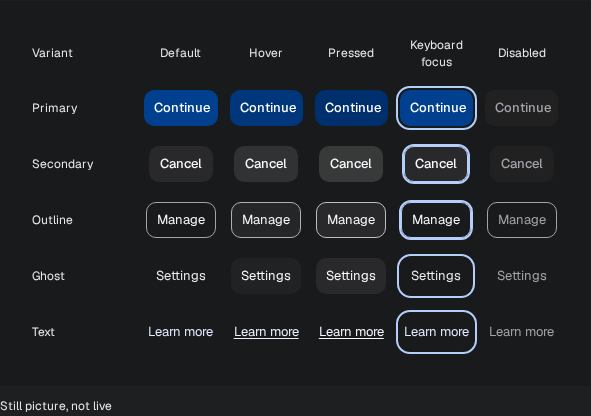 Variant Default Hover Pressed Keyboard focus Disabled
Primary Continue Continue Continue Continue Continue
Secondary Cancel Cancel Cancel Cancel Cancel
Outline Manage Manage Manage Manage Manage
Ghost Settings Settings Settings Settings Settings
Text Learn more Learn more Learn more Learn more Learn more
Still picture, not live